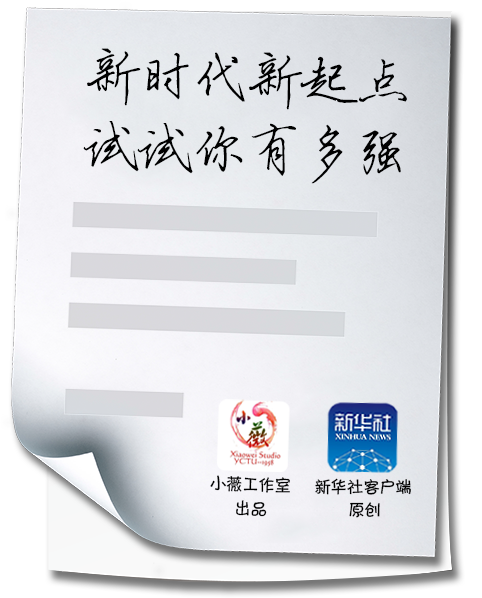 新时代新起点
试试你有多强
小薇
Xiaowei Studio
YCTU-1958
新华社
XINHUA NEWS
小薇工作室
出品
新华社客户端
原创